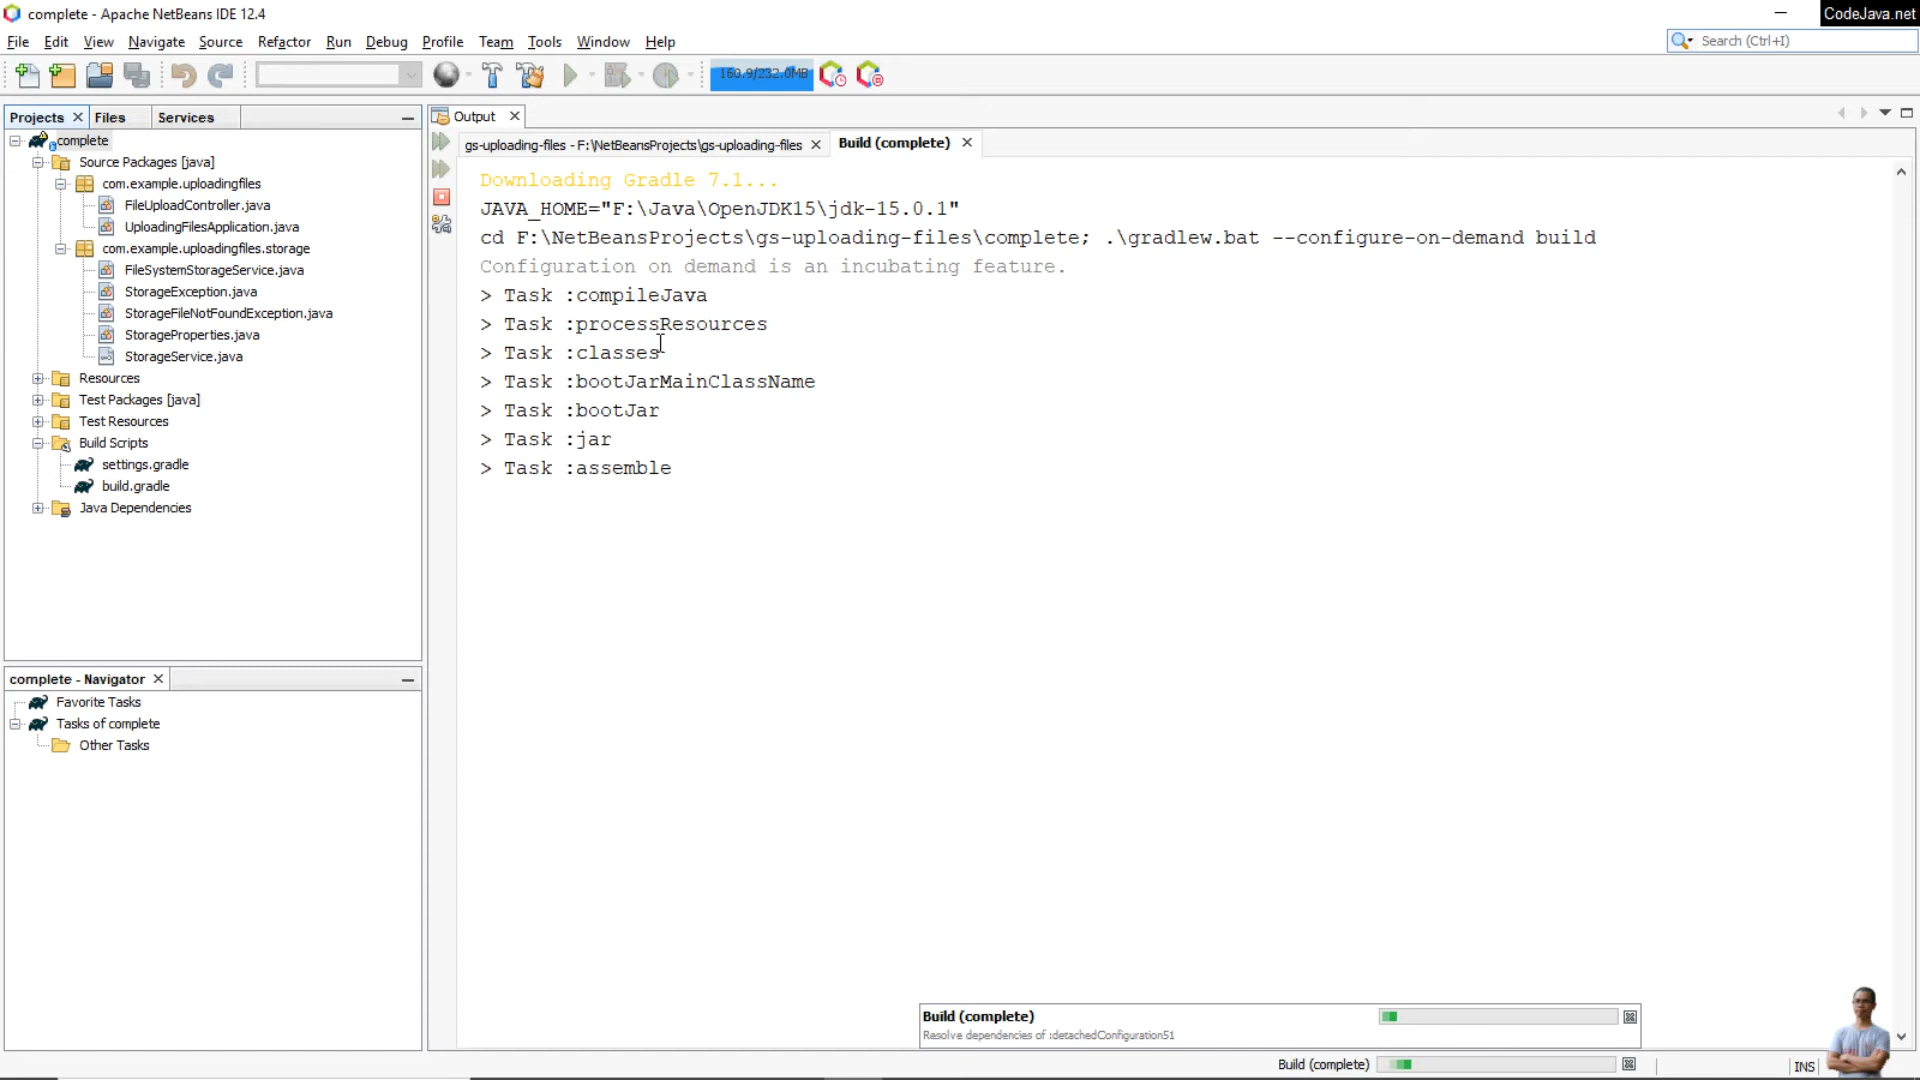 complete - Apache NetBeans IDE 12.4
CodeJava.net
File Edit View Navigate Source Refactor Run Debug Profile Team Tools Window Help
Search (Ctrl+I)
160.9/232.0MB
Projects Files Services
Output
gs-uploading-files - F:\NetBeansProjects\gs-uploading-files Build (complete)
complete
Source Packages [java]
com.example.uploadingfiles
FileUploadController.java
UploadingFilesApplication.java
com.example.uploadingfiles.storage
FileSystemStorageService.java
StorageException.java
StorageFileNotFoundException.java
StorageProperties.java
StorageService.java
Resources
Test Packages [java]
Test Resources
Build Scripts
settings.gradle
build.gradle
Java Dependencies
Downloading Gradle 7.1...
JAVA_HOME="F:\Java\OpenJDK15\jdk-15.0.1"
cd F:\NetBeansProjects\gs-uploading-files\complete; .\gradlew.bat --configure-on-demand build
Configuration on demand is an incubating feature.
> Task :compileJava
> Task :processResources
> Task :classes
> Task :bootJarMainClassName
> Task :bootJar
> Task :jar
> Task :assemble
complete - Navigator
Favorite Tasks
Tasks of complete
Other Tasks
Build (complete)
Resolve dependencies of :detachedConfiguration51
Build (complete)
INS